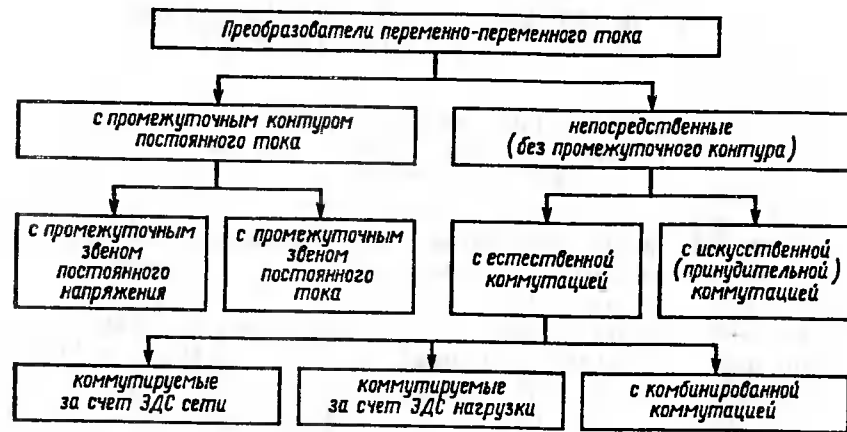 Преобразователи переменно-переменного тока
с промежуточным контуром
постоянного тока
непосредственные
(без промежуточного контура)
с промежуточным
звеном
постоянного
напряжения
с промежуточным
звеном
постоянного
тока
с естественной
коммутацией
с искусственной
(принудительной)
коммутацией
коммутируемые
за счет ЭДС сети
коммутируемые
за счет ЭДС нагрузки
с комбинированной
коммутацией